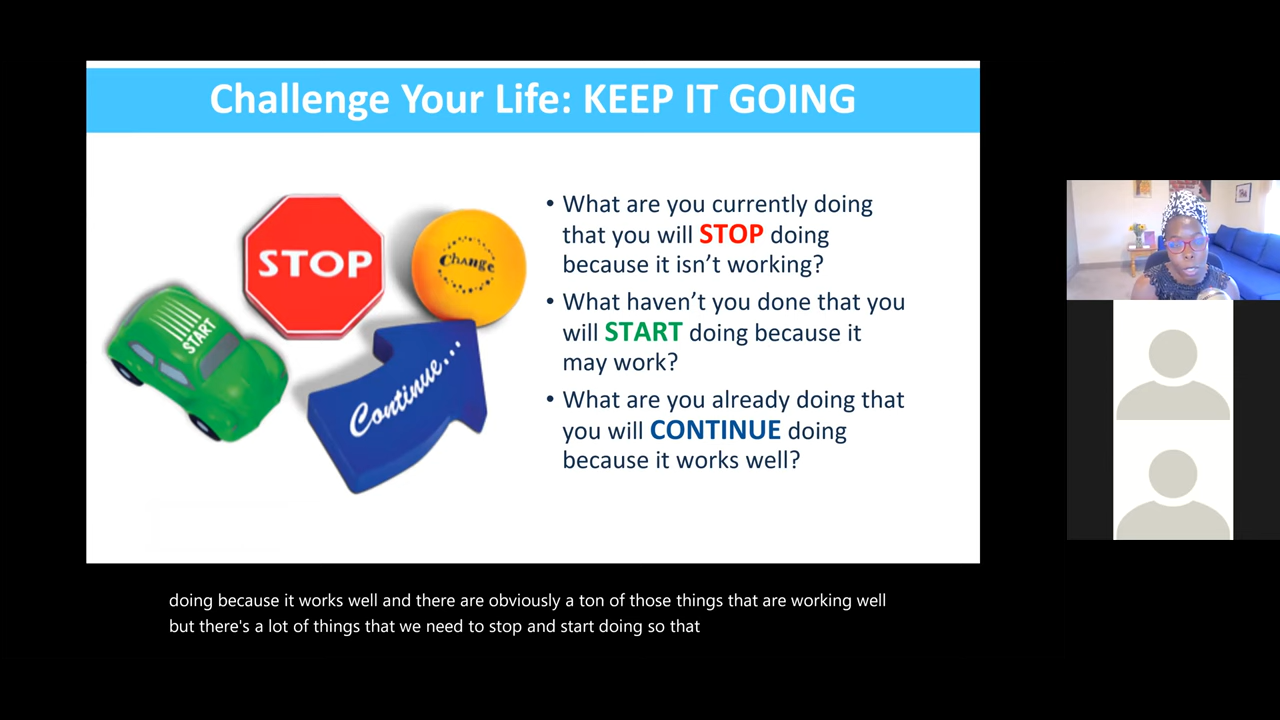 Challenge Your Life: KEEP IT GOING
STOP
Change
START
Continue...
• What are you currently doing
that you will STOP doing
because it isn't working?
• What haven't you done that you
will START doing because it
may work?
• What are you already doing that
you will CONTINUE doing
because it works well?
doing because it works well and there are obviously a ton of those things that are working well
but there's a lot of things that we need to stop and start doing so that